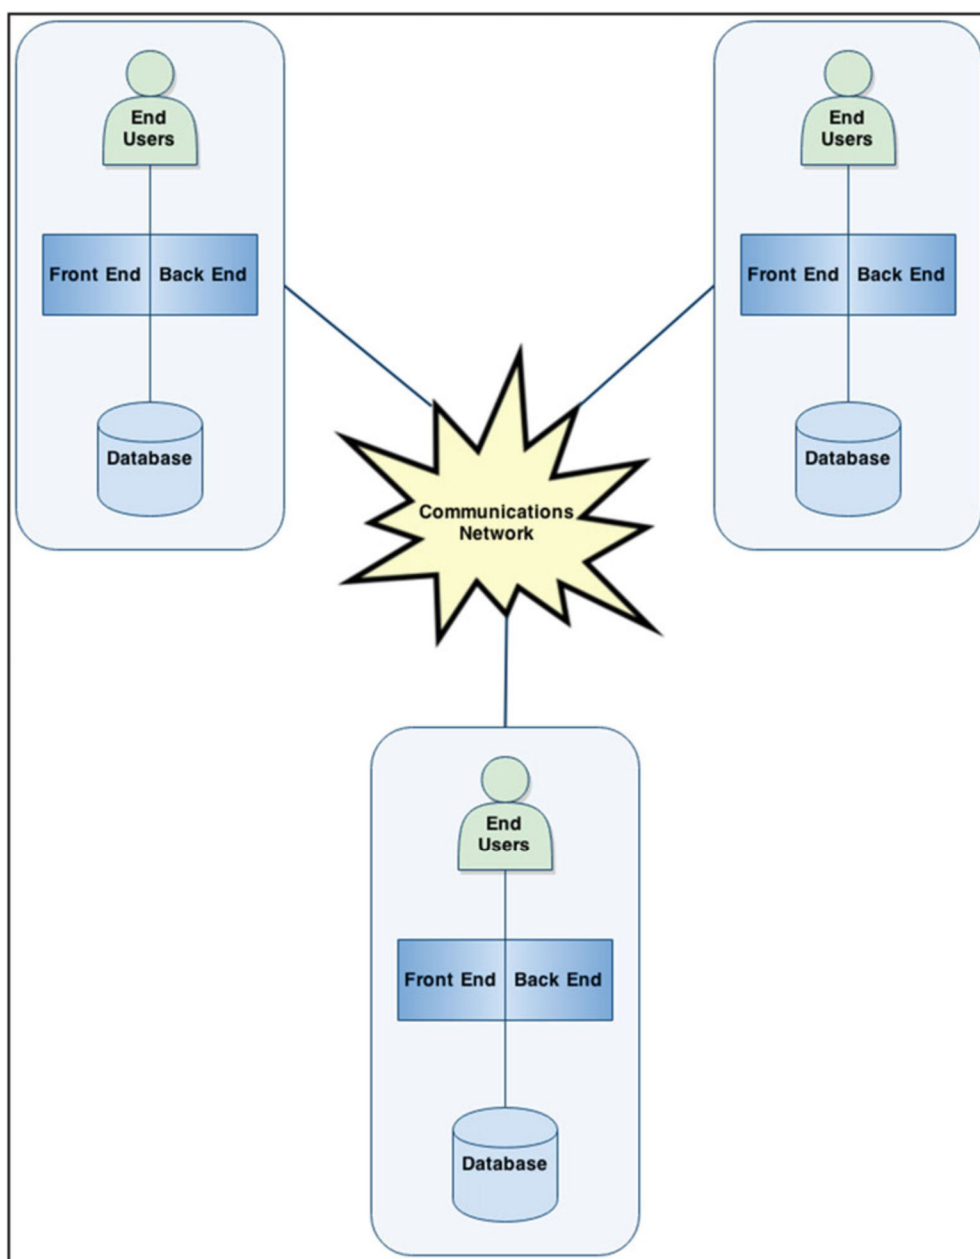 End
Users
Front End
Back End
Database
End
Users
Front End
Back End
Database
Communications
Network
End
Users
Front End
Back End
Database